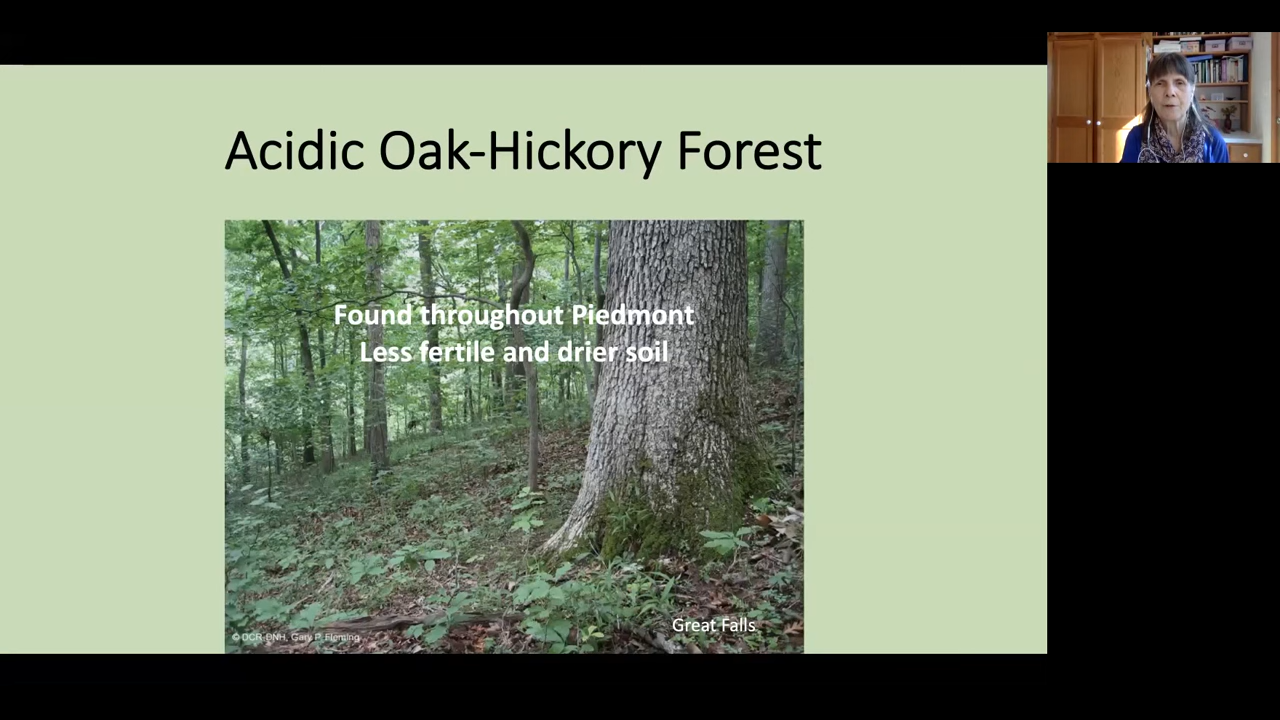 Acidic Oak-Hickory Forest
Found throughout Piedmont
Less fertile and drier soil
Great Falls
© DCR-DNH, Gary P. Fleming